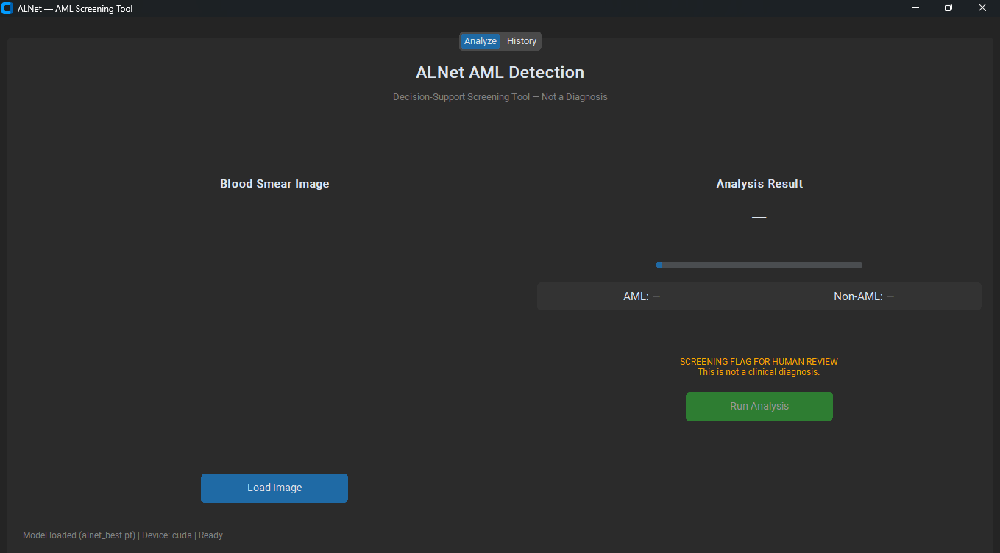 ALNet — AML Screening Tool
Analyze History
ALNet AML Detection
Decision-Support Screening Tool — Not a Diagnosis
Blood Smear Image
Analysis Result
—
AML: —
Non-AML: —
SCREENING FLAG FOR HUMAN REVIEW
This is not a clinical diagnosis.
Run Analysis
Load Image
Model loaded (alnet_best.pt) | Device: cuda | Ready.